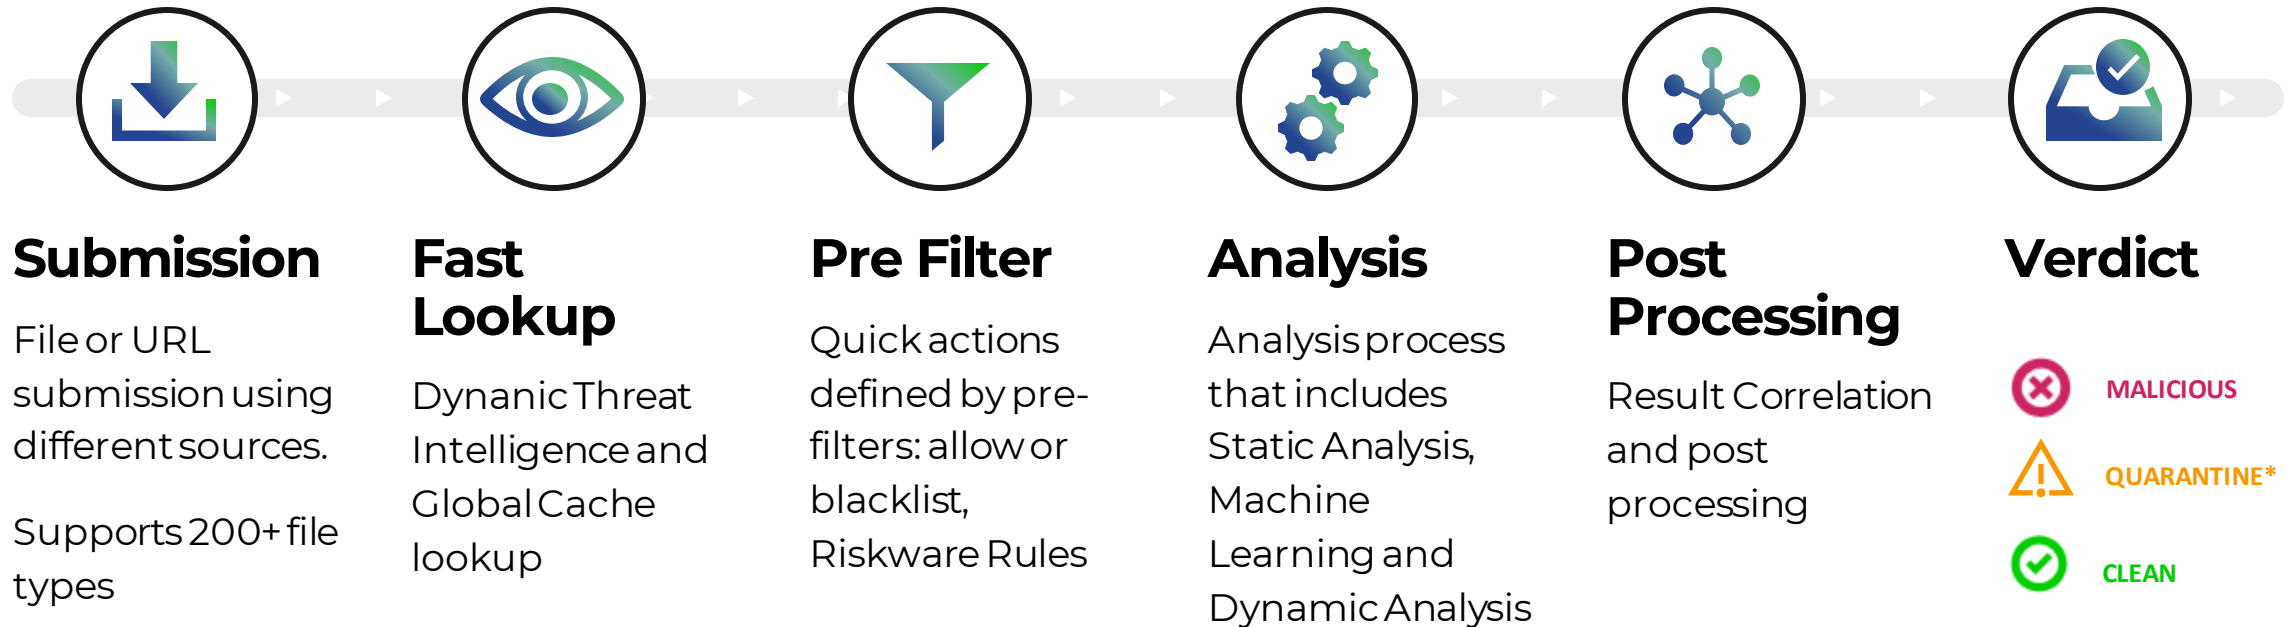 Submission
File or URL
submission using
different sources.
Supports 200+ file
types
Fast
Lookup
Dynanic Threat
Intelligence and
Global Cache
lookup
Pre Filter
Quick actions
defined by pre-
filters: allow or
blacklist,
Riskware Rules
Analysis
Analysis process
that includes
Static Analysis,
Machine
Learning and
Dynamic Analysis
Post
Processing
Result Correlation
and post
processing
Verdict
MALICIOUS
QUARANTINE*
CLEAN